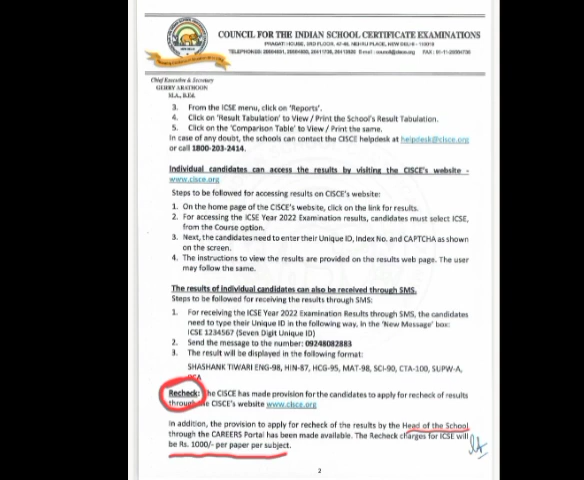 COUNCIL FOR THE INDIAN SCHOOL CERTIFICATE EXAMINATIONS
Chief Executive & Secretary
GERRY ARATHOON
M.A., B.Ed.
3. From the ICSE menu, click on 'Reports'.
4. Click on 'Result Tabulation' to View / Print the School's Result Tabulation.
5. Click on the 'Comparison Table' to View / Print the same.
In case of any doubt, the schools can contact the CISCE helpdesk at helpdesk@cisce.org
or call 1800-203-2414.
Individual candidates can access the results by visiting the CISCE's website -
www.cisce.org
Steps to be followed for accessing results on CISCE's website:
1. On the home page of the CISCE's website, click on the link for results.
2. For accessing the ICSE Year 2022 Examination results, candidates must select ICSE,
from the Course option.
3. Next, the candidates need to enter their Unique ID, Index No. and CAPTCHA as shown
on the screen.
4. The instructions to view the results are provided on the results web page. The user
may follow the same.
The results of individual candidates can also be received through SMS.
Steps to be followed for receiving the results through SMS:
1. For receiving the ICSE Year 2022 Examination Results through SMS, the candidates
need to type their Unique ID in the following way, in the 'New Message' box:
ICSE 1234567 (Seven Digit Unique ID)
2. Send the message to the number: 09248082883
3. The result will be displayed in the following format:
SHASHANK TIWARI ENG-98, HIN-87, HCG-95, MAT-98, SCI-90, CTA-100, SUPW-A,
Recheck: The CISCE has made provision for the candidates to apply for recheck of results
through the CISCE's website www.cisce.org
In addition, the provision to apply for recheck of the results by the Head of the School
through the CAREERS Portal has been made available. The Recheck charges for ICSE will
be Rs. 1000/- per paper per subject.
2